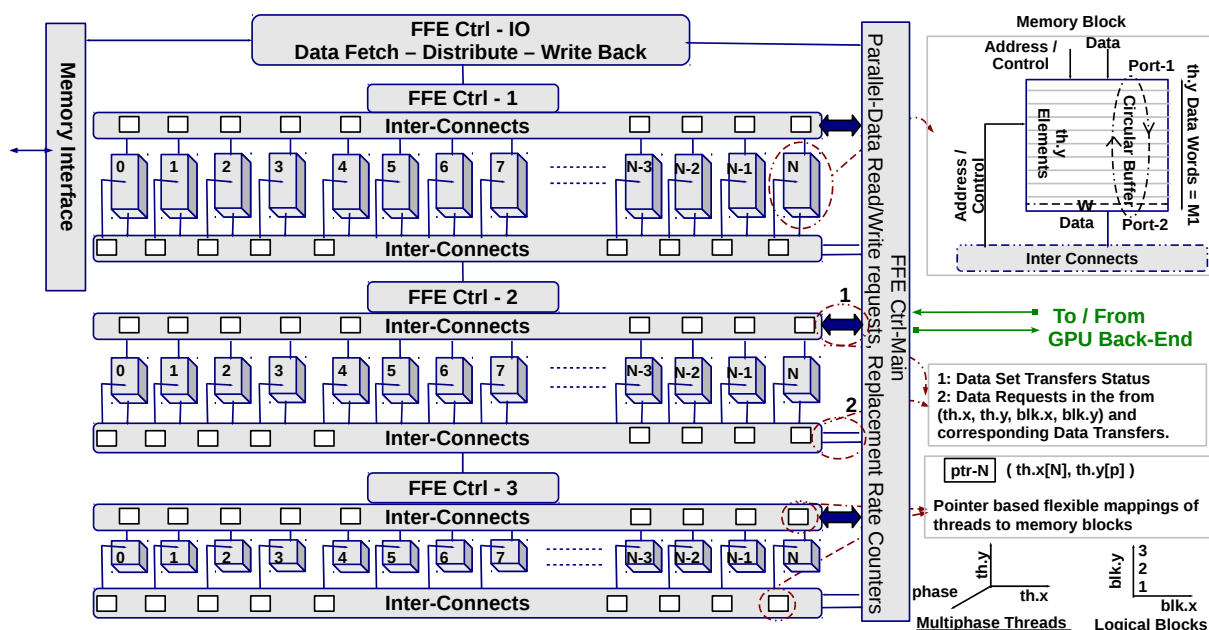 FFE Ctrl - IO
Data Fetch – Distribute – Write Back
Memory Interface
FFE Ctrl - 1
Inter-Connects
0 1 2 3 4 5 6 7 N-3 N-2 N-1 N
Inter-Connects
FFE Ctrl - 2
1
Inter-Connects
0 1 2 3 4 5 6 7 N-3 N-2 N-1 N
2
Inter-Connects
FFE Ctrl - 3
Inter-Connects
0 1 2 3 4 5 6 7 N-3 N-2 N-1 N
Inter-Connects
FFE Ctrl-Main
Parallel-Data Read/Write requests, Replacement Rate Counters
Memory Block
Address /
Control
Data
Port-1
th.y
Elements
Circular Buffer
th.y Data Words = M1
Address /
Control
W
Data
Port-2
Inter Connects
To / From
GPU Back-End
1: Data Set Transfers Status
2: Data Requests in the from
(th.x, th.y, blk.x, blk.y) and
corresponding Data Transfers.
ptr-N ( th.x[N], th.y[p] )
Pointer based flexible mappings of
threads to memory blocks
th.y
phase
th.x
Multiphase Threads
blk.y
3
2
1
blk.x
Logical Blocks